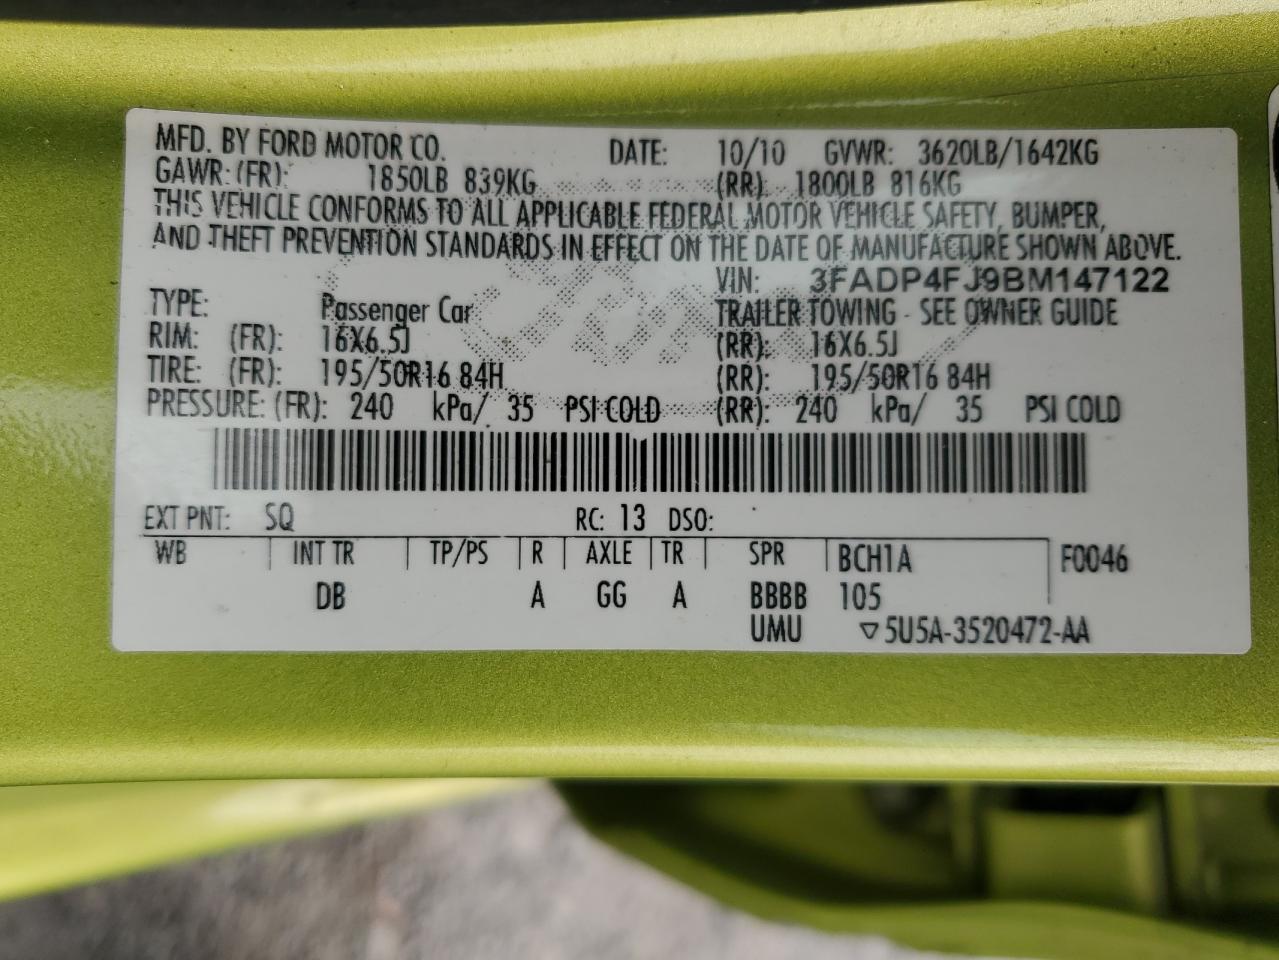 MFD. BY FORD MOTOR CO. DATE: 10/10 GVWR: 3620LB/1642KG
GAWR: (FR): 1850LB 839KG (RR) 1800LB 816KG
THIS VEHICLE CONFORMS TO ALL APPLICABLE FEDERAL MOTOR VEHICLE SAFETY, BUMPER,
AND THEFT PREVENTION STANDARDS IN EFFECT ON THE DATE OF MANUFACTURE SHOWN ABOVE.
VIN: 3FADP4FJ9BM147122
TYPE: Passenger Car TRAILER TOWING - SEE OWNER GUIDE
RIM: (FR): 16X6.5J (RR): 16X6.5J
TIRE: (FR): 195/50R16 84H (RR): 195/50R16 84H
PRESSURE: (FR): 240 kPa/ 35 PSI COLD (RR): 240 kPa/ 35 PSI COLD
EXT PNT: SQ RC: 13 DSO:
WB INT TR TP/PS R AXLE TR SPR BCH1A F0046
DB A GG A BBBB 105
UMU ▽5U5A-3520472-AA